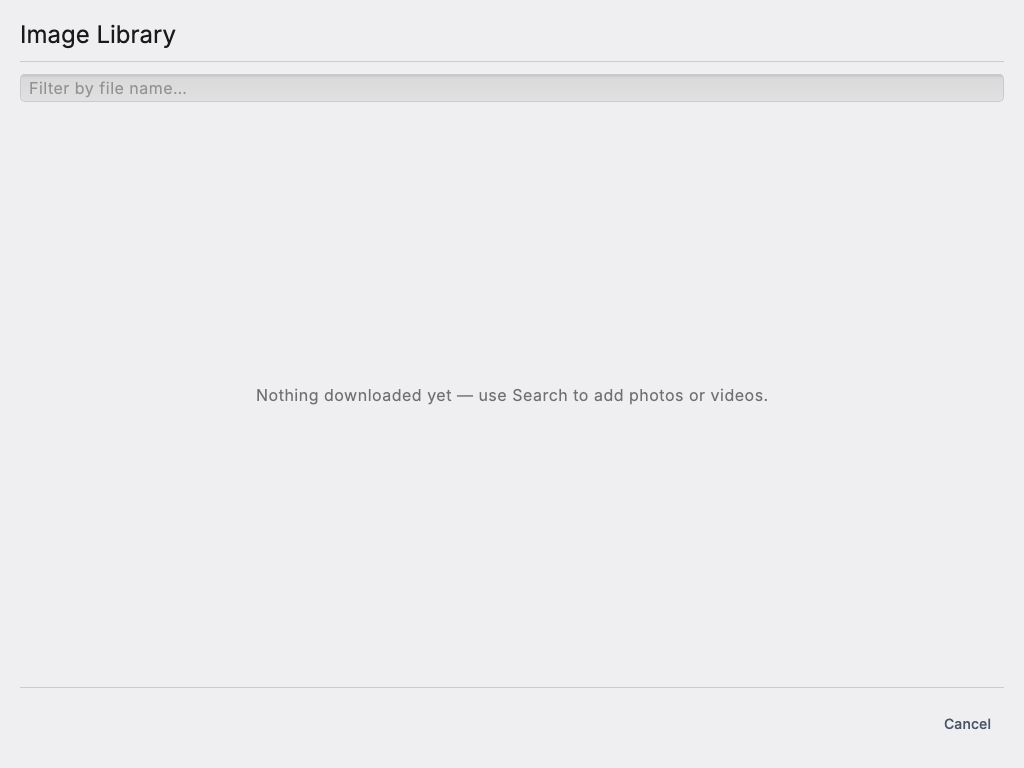 Image Library
Filter by file name...
Nothing downloaded yet — use Search to add photos or videos.
Cancel